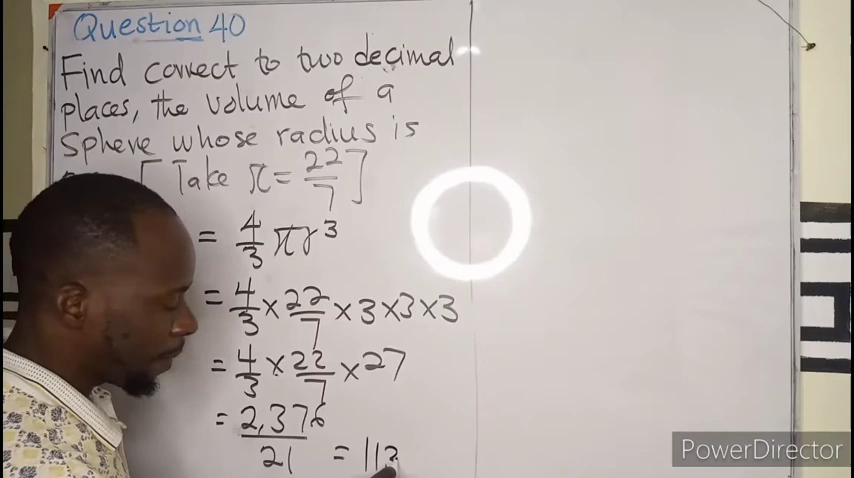 Question 40
Find correct to two decimal
places, the volume of a
Sphere whose radius is
[Take π = 22/7]
= 4/3 πr³
= 4/3 × 22/7 × 3 × 3 × 3
= 4/3 × 22/7 × 27
= 2,376/21 = 113
PowerDirector